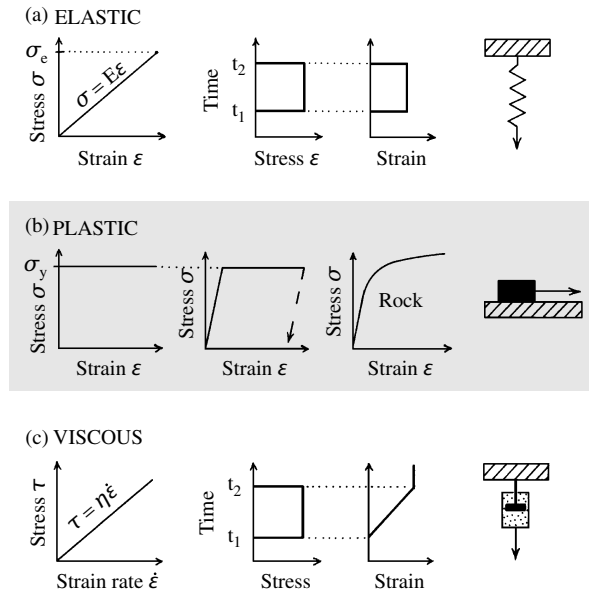 (a) ELASTIC
σe
Stress σ
σ = Eε
Strain ε
Time
t2
t1
Stress ε
Strain
(b) PLASTIC
σy
Stress σ
Strain ε
Stress σ
Strain ε
Stress σ
Rock
Strain ε
(c) VISCOUS
Stress τ
τ = ηε̇
Strain rate ε̇
Time
t2
t1
Stress
Strain